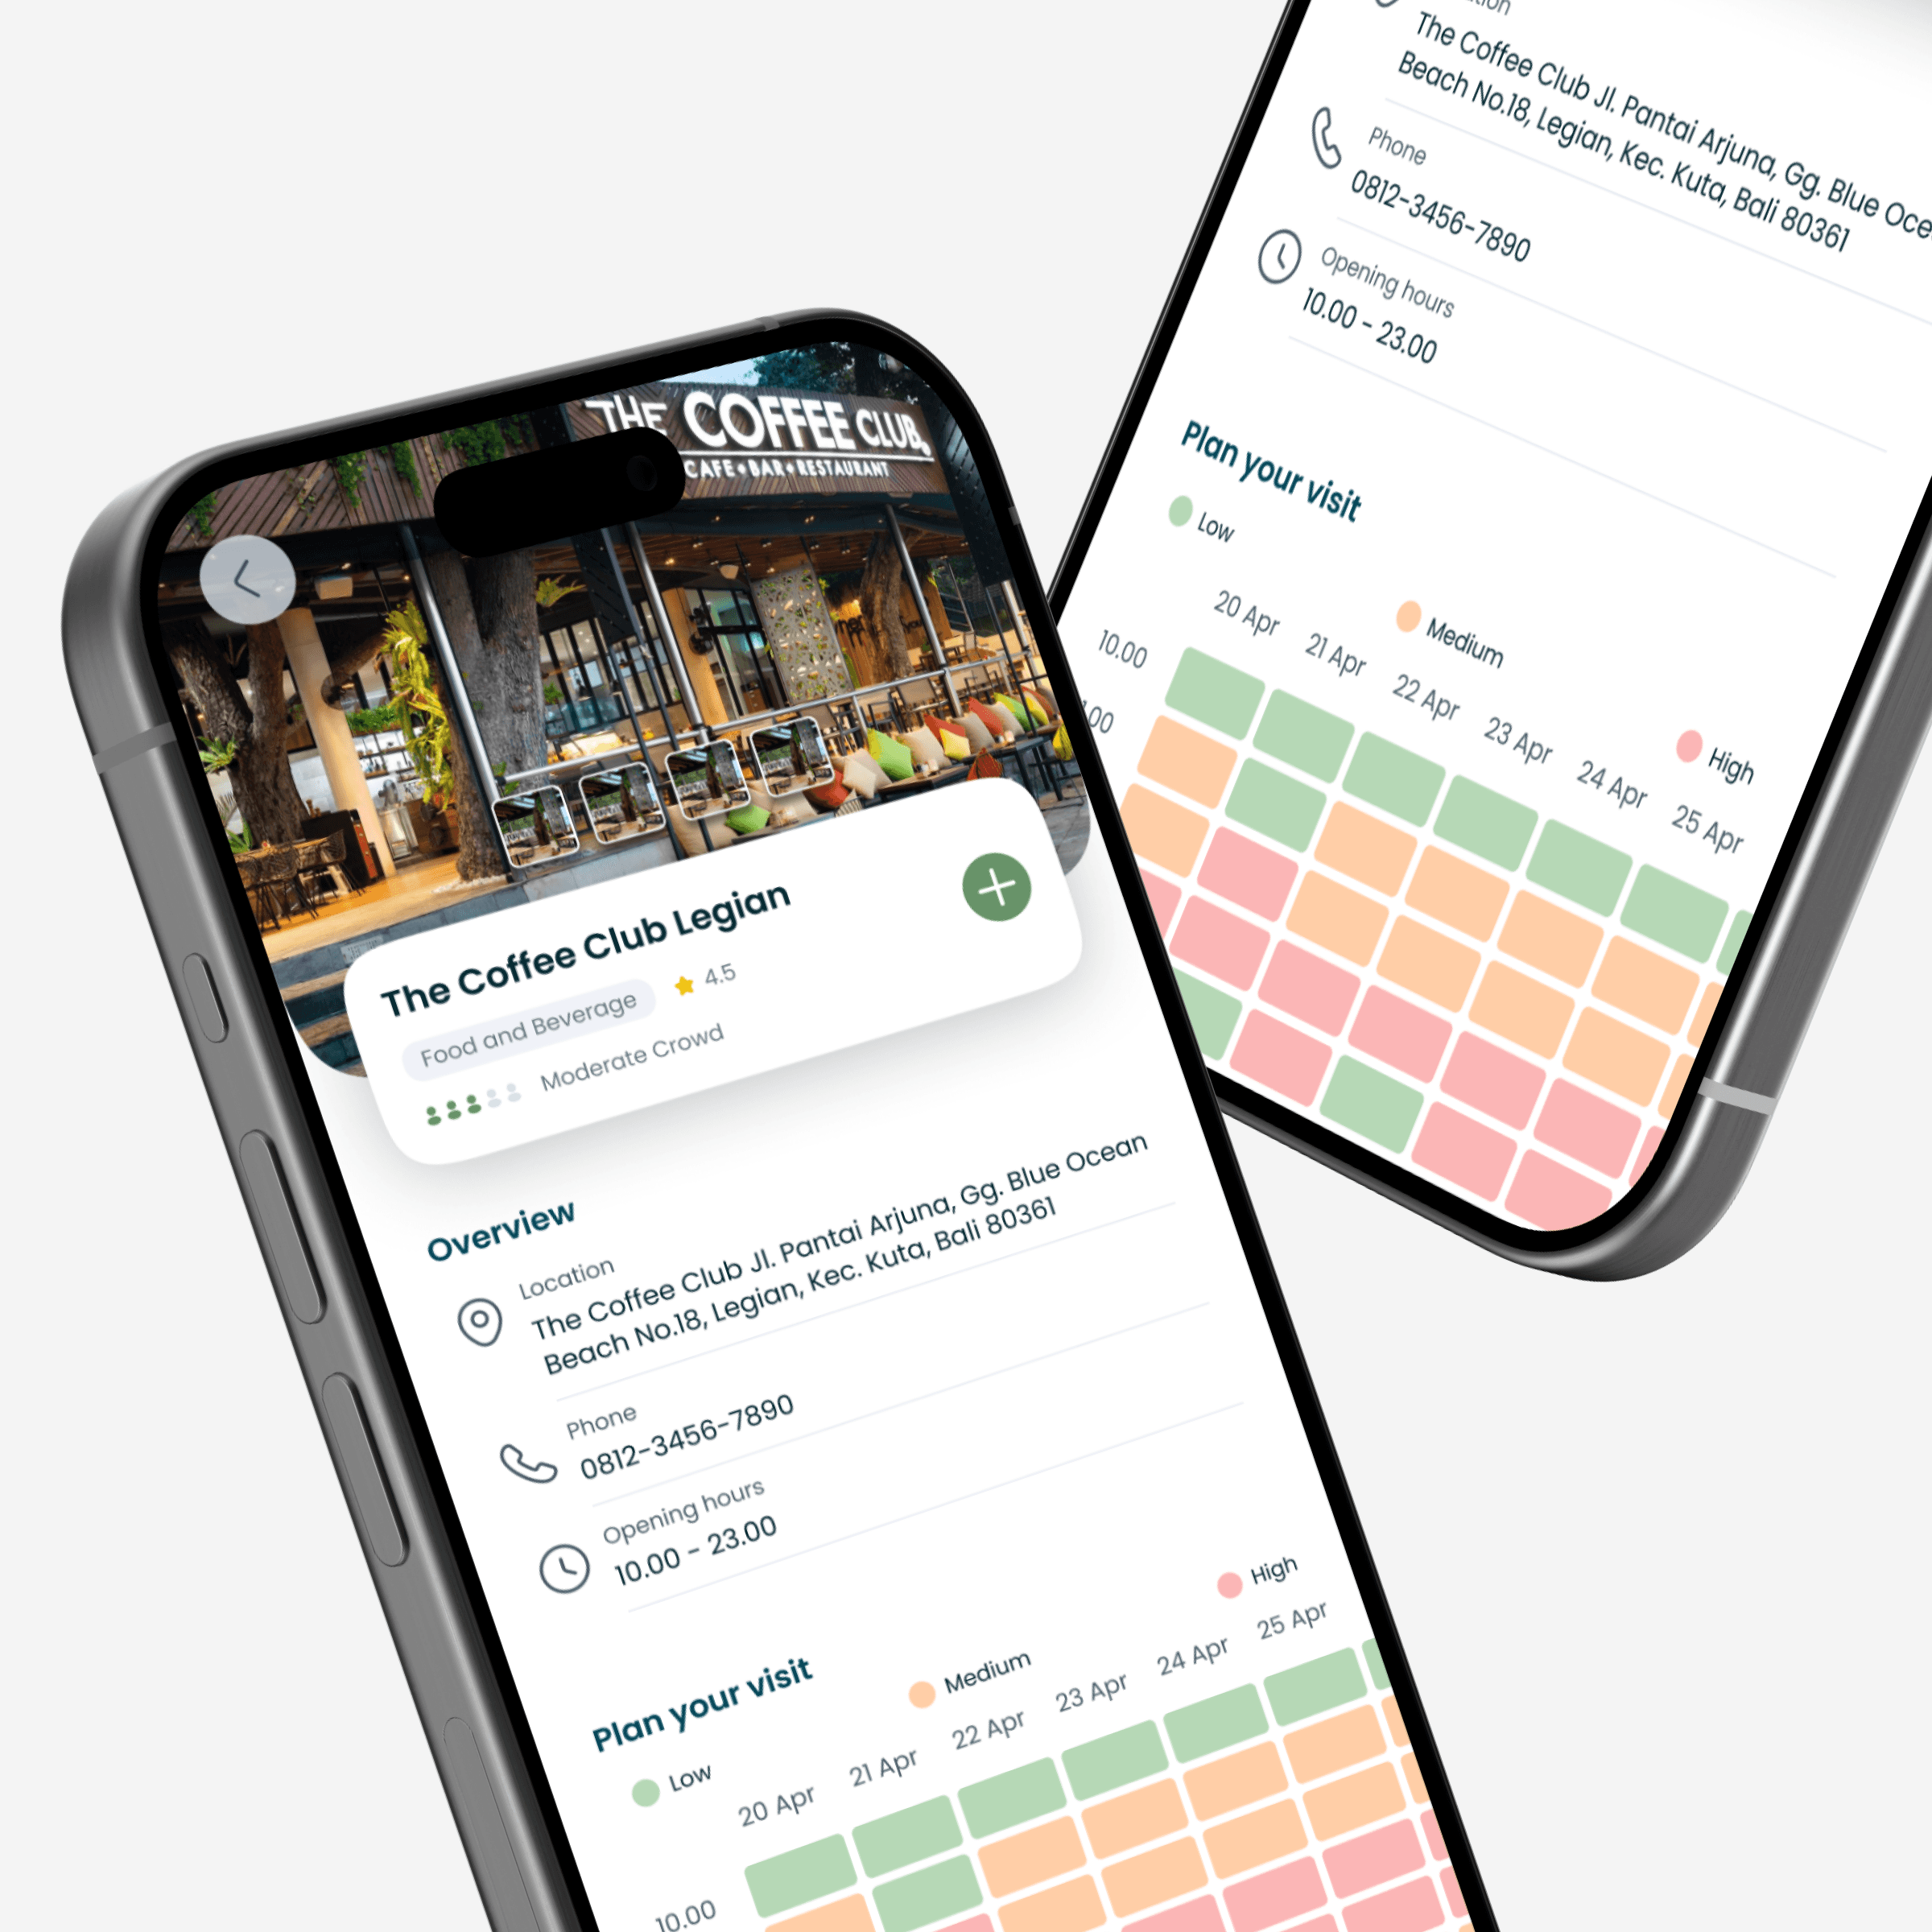 THE COFFEE CLUB
CAFE • BAR • RESTAURANT
The Coffee Club Legian
Food and Beverage
4.5
Moderate Crowd
Overview
Location
The Coffee Club Jl. Pantai Arjuna, Gg. Blue Ocean
Beach No.18, Legian, Kec. Kuta, Bali 80361
Phone
0812-3456-7890
Opening hours
10.00 - 23.00
Plan your visit
Low
Medium
High
20 Apr
21 Apr
22 Apr
23 Apr
24 Apr
25 Apr
10.00
The Coffee Club Jl. Pantai Arjuna, Gg. Blue
Beach No.18, Legian, Kec. Kuta, Bali 80361
Phone
0812-3456-7890
Opening hours
10.00 - 23.00
Plan your visit
Low
Medium
High
20 Apr
21 Apr
22 Apr
23 Apr
24 Apr
25 Apr
10.00